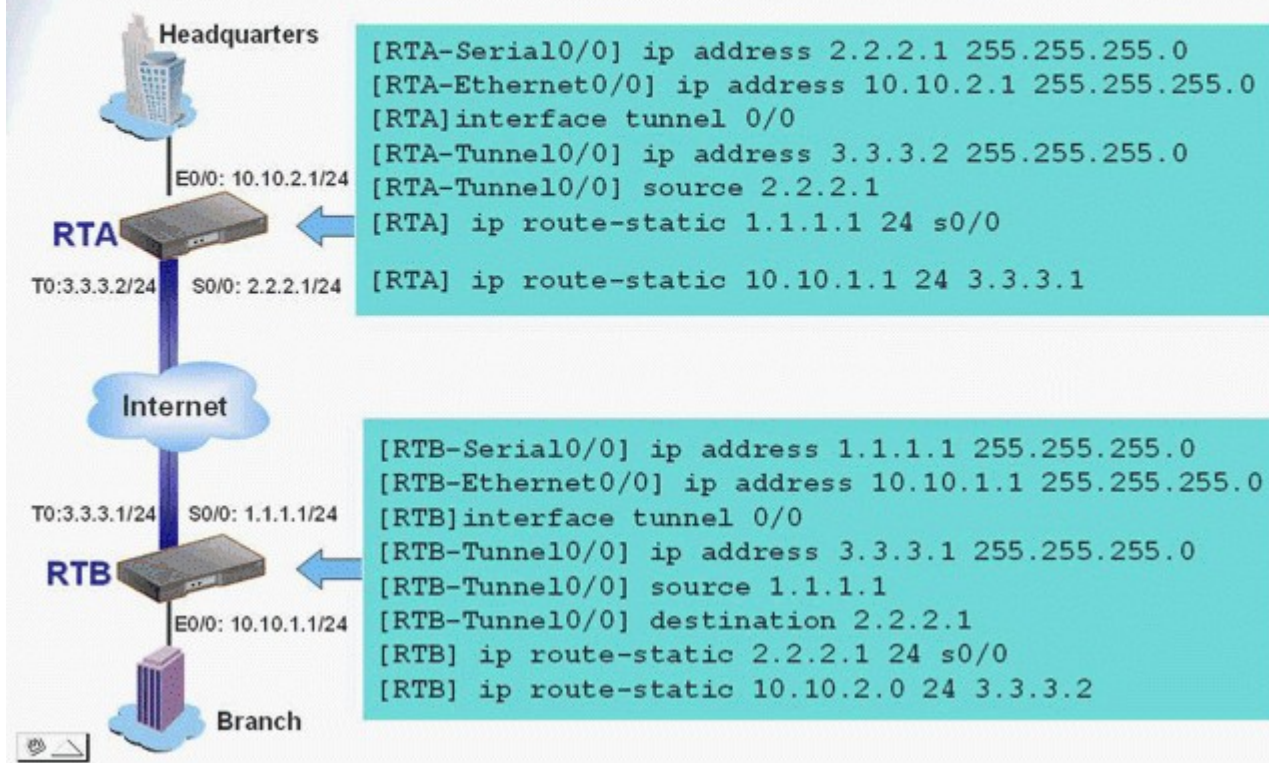 Headquarters
[RTA-Serial0/0] ip address 2.2.2.1 255.255.255.0
[RTA-Ethernet0/0] ip address 10.10.2.1 255.255.255.0
[RTA]interface tunnel 0/0
[RTA-Tunnel0/0] ip address 3.3.3.2 255.255.255.0
[RTA-Tunnel0/0] source 2.2.2.1
[RTA] ip route-static 1.1.1.1 24 s0/0
[RTA] ip route-static 10.10.1.1 24 3.3.3.1
E0/0: 10.10.2.1/24
RTA
T0:3.3.3.2/24
S0/0: 2.2.2.1/24
Internet
[RTB-Serial0/0] ip address 1.1.1.1 255.255.255.0
[RTB-Ethernet0/0] ip address 10.10.1.1 255.255.255.0
[RTB]interface tunnel 0/0
[RTB-Tunnel0/0] ip address 3.3.3.1 255.255.255.0
[RTB-Tunnel0/0] source 1.1.1.1
[RTB-Tunnel0/0] destination 2.2.2.1
[RTB] ip route-static 2.2.2.1 24 s0/0
[RTB] ip route-static 10.10.2.0 24 3.3.3.2
T0:3.3.3.1/24
S0/0: 1.1.1.1/24
RTB
E0/0: 10.10.1.1/24
Branch